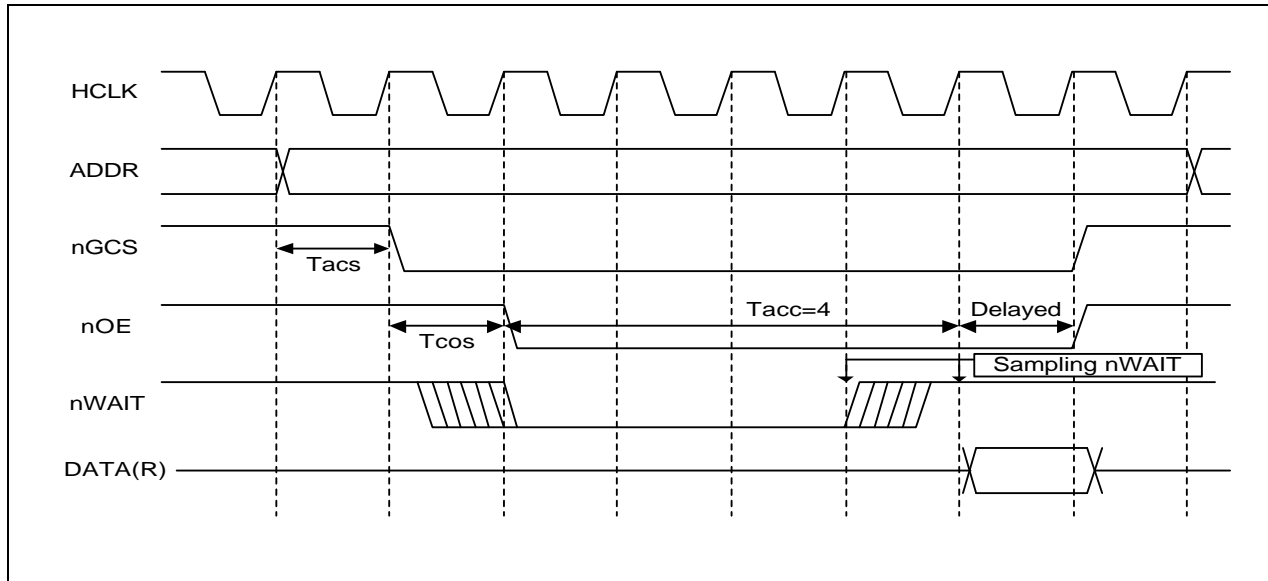 HCLK
ADDR
nGCS
Tacs
nOE
Tcos
Tacc=4
Delayed
Sampling nWAIT
nWAIT
DATA(R)